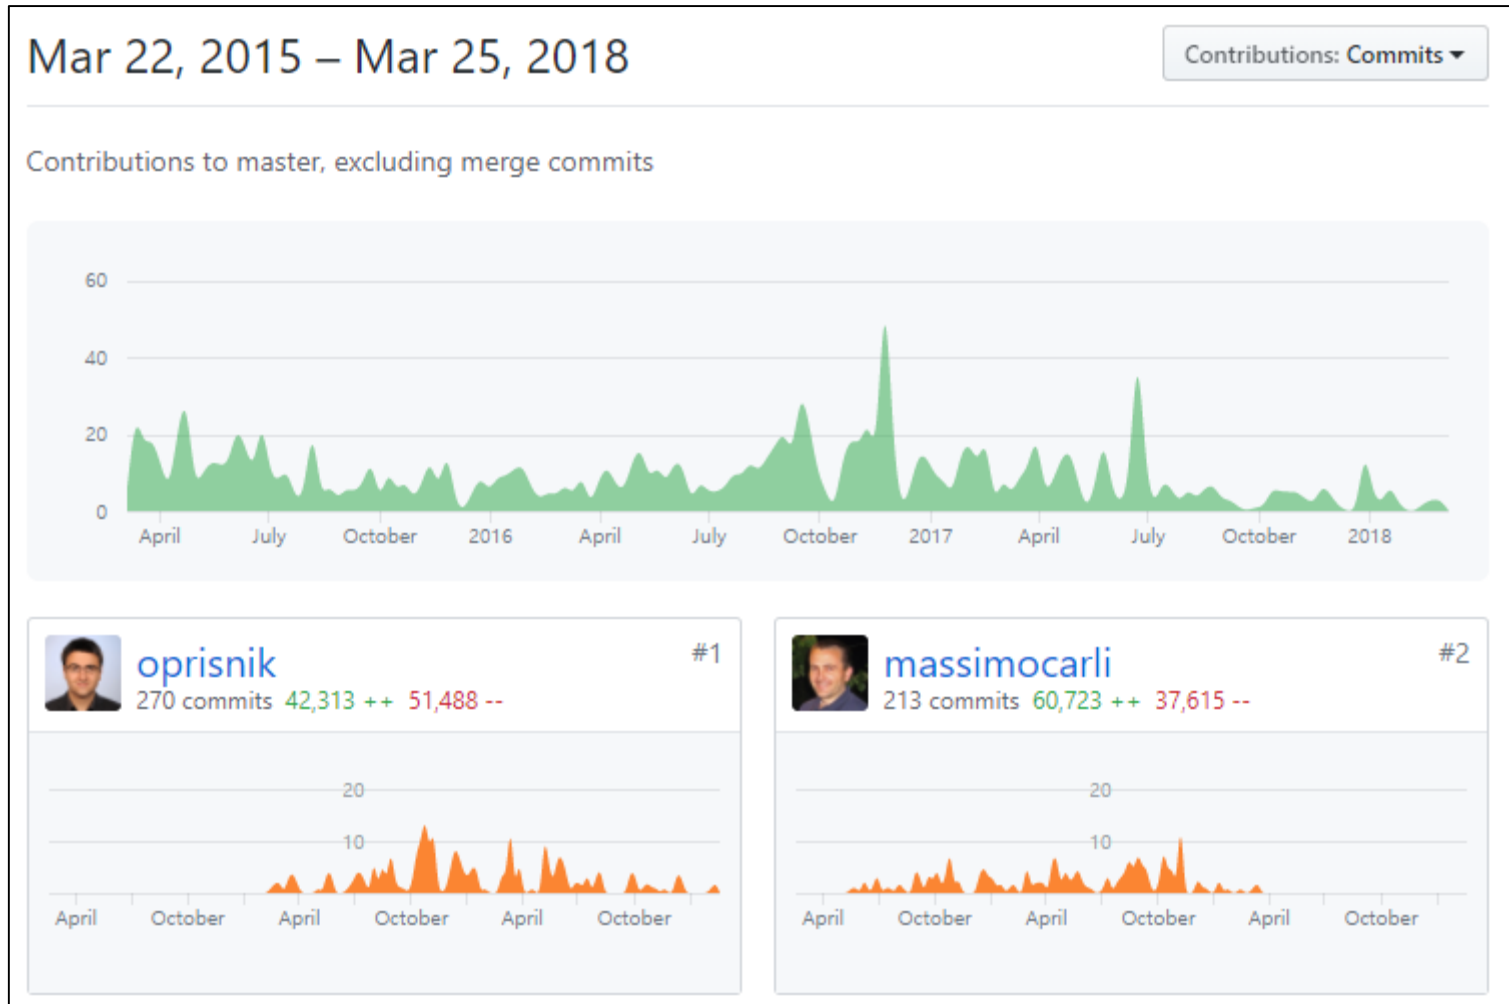 Mar 22, 2015 – Mar 25, 2018
Contributions: Commits
Contributions to master, excluding merge commits
60
40
20
0
April July October 2016 April July October 2017 April July October 2018
oprisnik #1
270 commits 42,313 ++ 51,488 --
20
10
April October April October April October
massimocarli #2
213 commits 60,723 ++ 37,615 --
20
10
April October April October April October